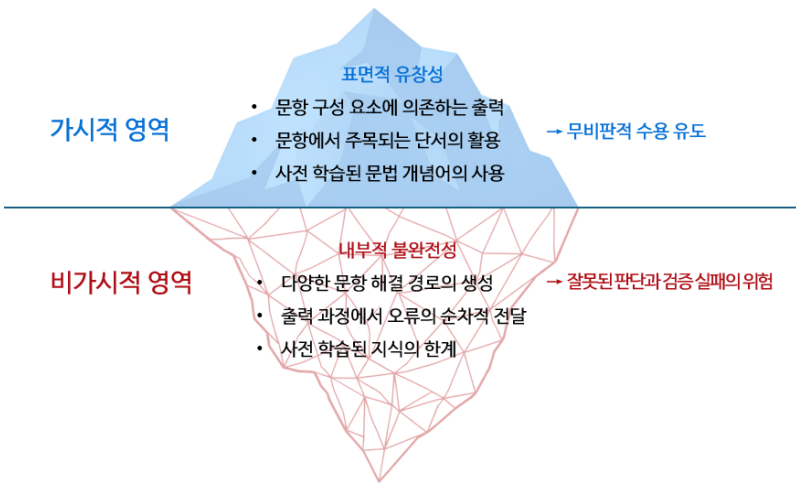 표면적 유창성
• 문항 구성 요소에 의존하는 출력
가시적 영역
• 문항에서 주목되는 단서의 활용
→ 무비판적 수용 유도
• 사전 학습된 문법 개념어의 사용
내부적 불완전성
비가시적 영역
• 다양한 문항 해결 경로의 생성
→ 잘못된 판단과 검증 실패의 위험
• 출력 과정에서 오류의 순차적 전달
• 사전 학습된 지식의 한계